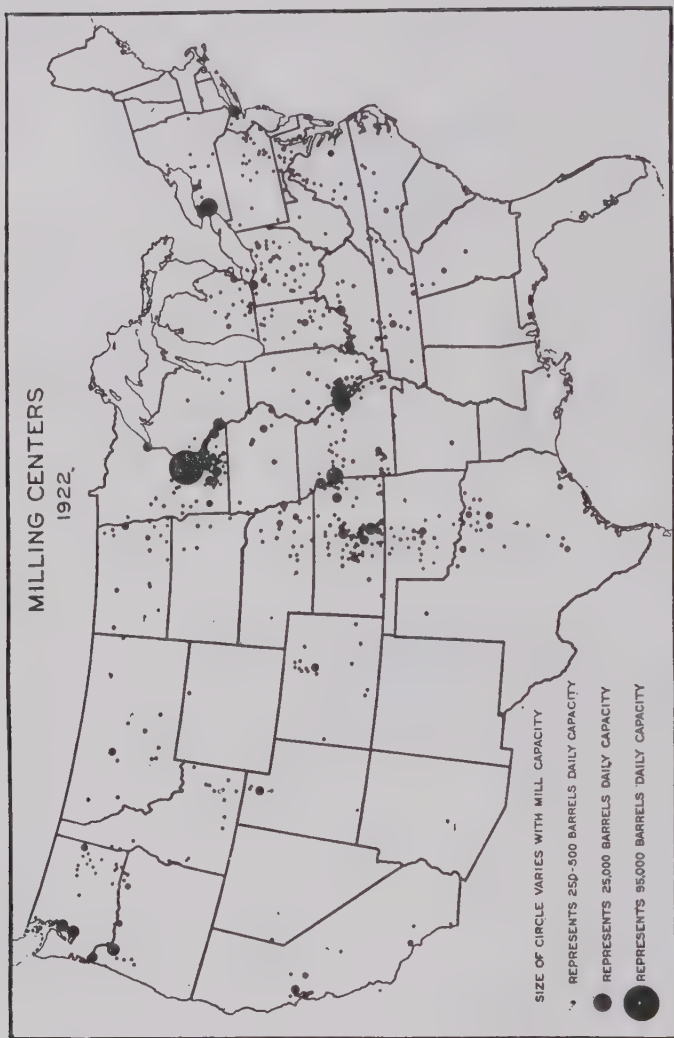 MILLING CENTERS
1922.
SIZE OF CIRCLE VARIES WITH MILL CAPACITY
REPRESENTS 250-500 BARRELS DAILY CAPACITY
REPRESENTS 25,000 BARRELS DAILY CAPACITY
REPRESENTS 95,000 BARRELS DAILY CAPACITY